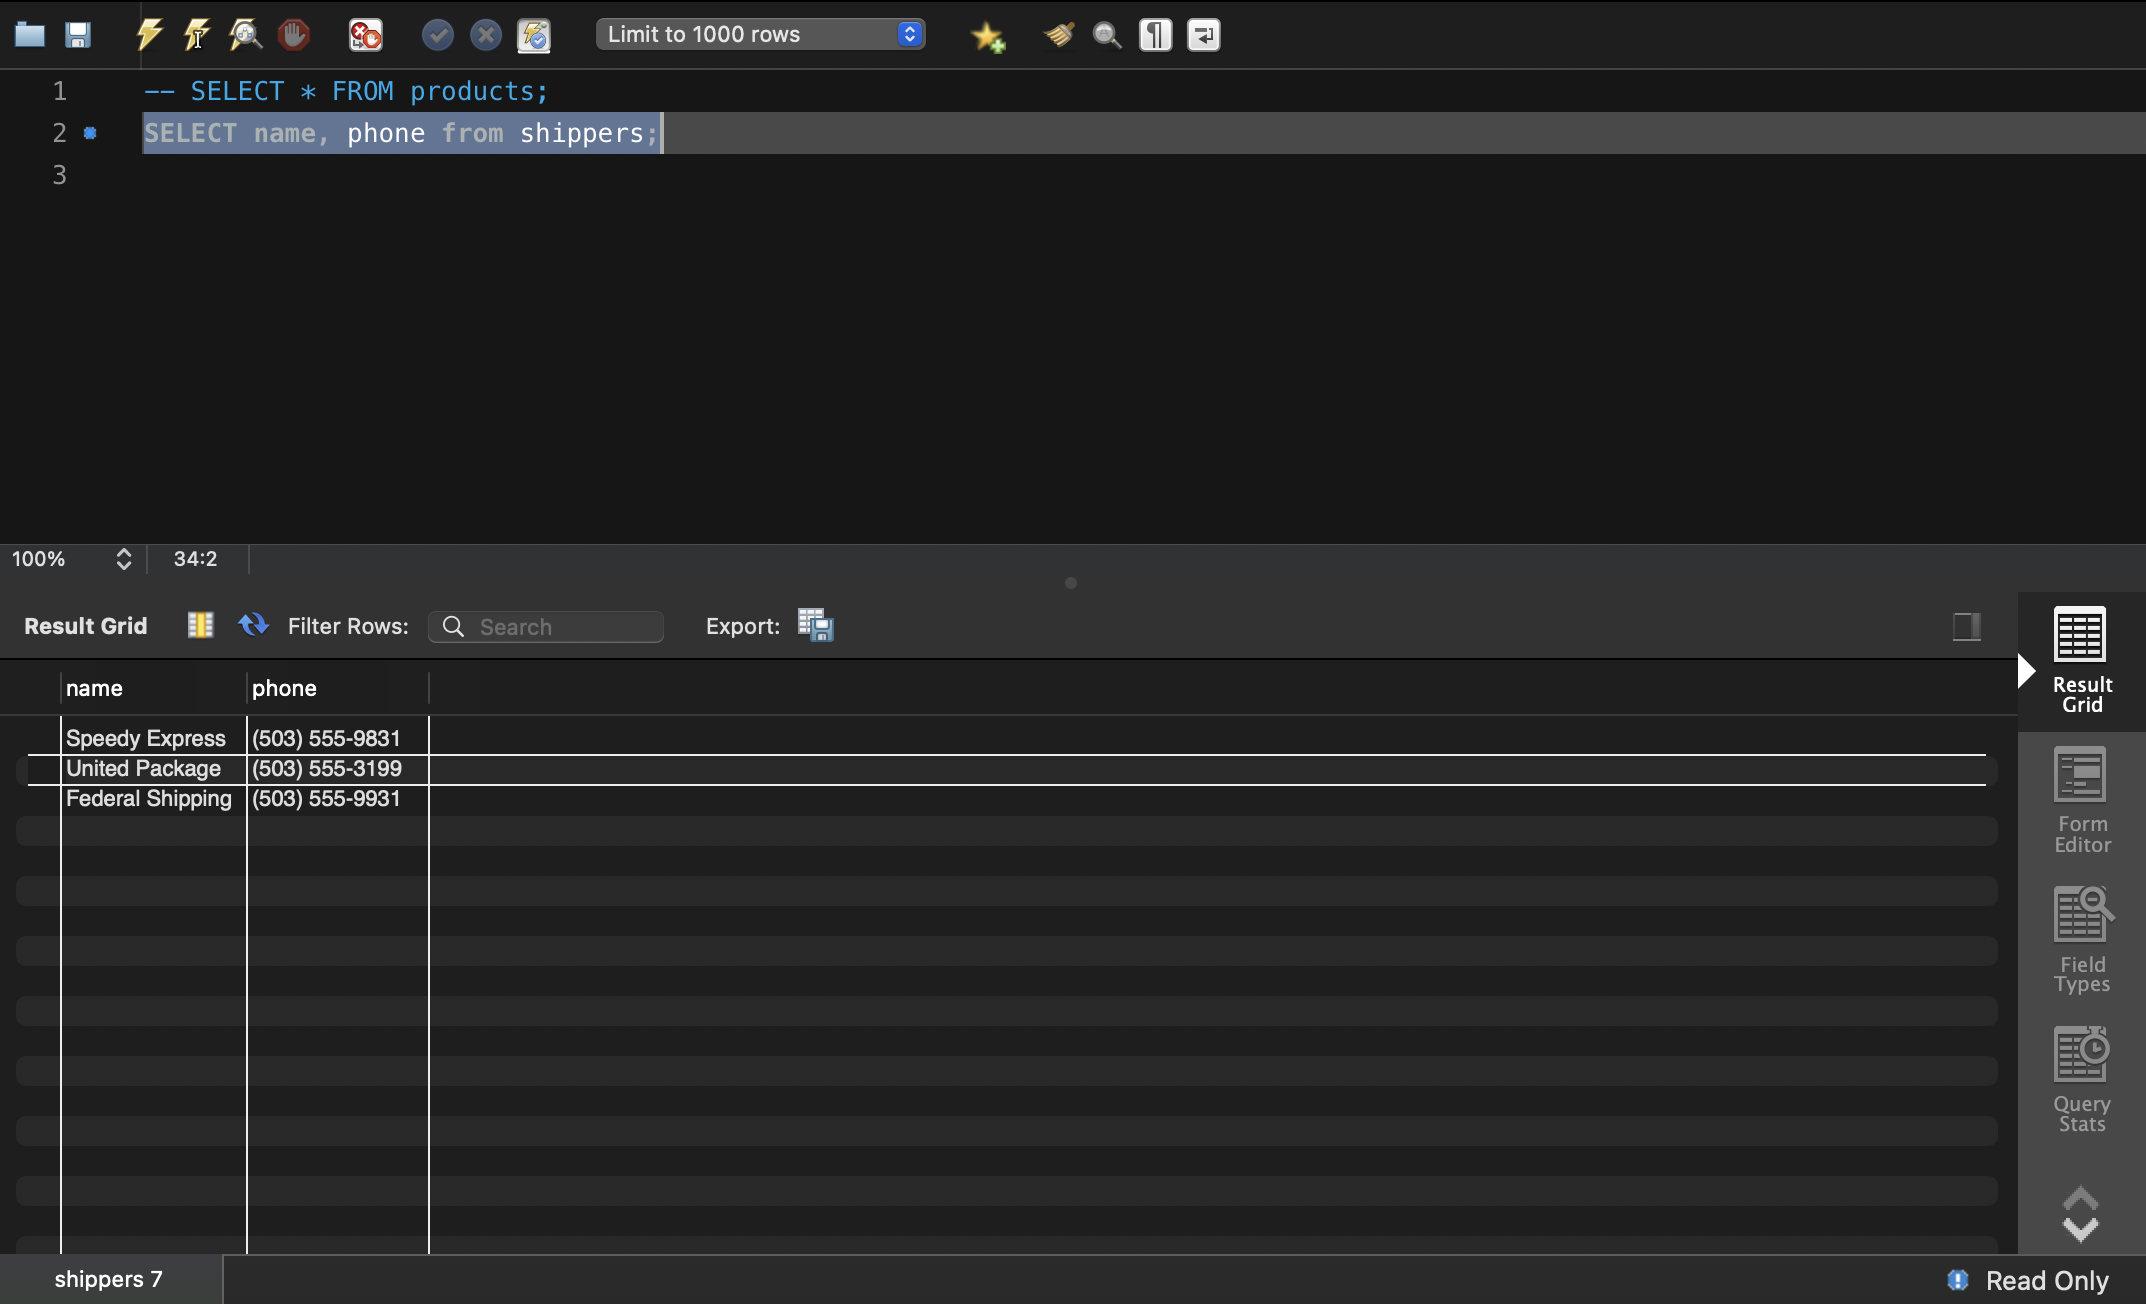 Limit to 1000 rows
1 -- SELECT * FROM products;
2 SELECT name, phone from shippers;
3
100% 34:2
Result Grid Filter Rows: Search Export:
name phone
Speedy Express (503) 555-9831
United Package (503) 555-3199
Federal Shipping (503) 555-9931
Result
Grid
Form
Editor
Field
Types
Query
Stats
shippers 7 Read Only